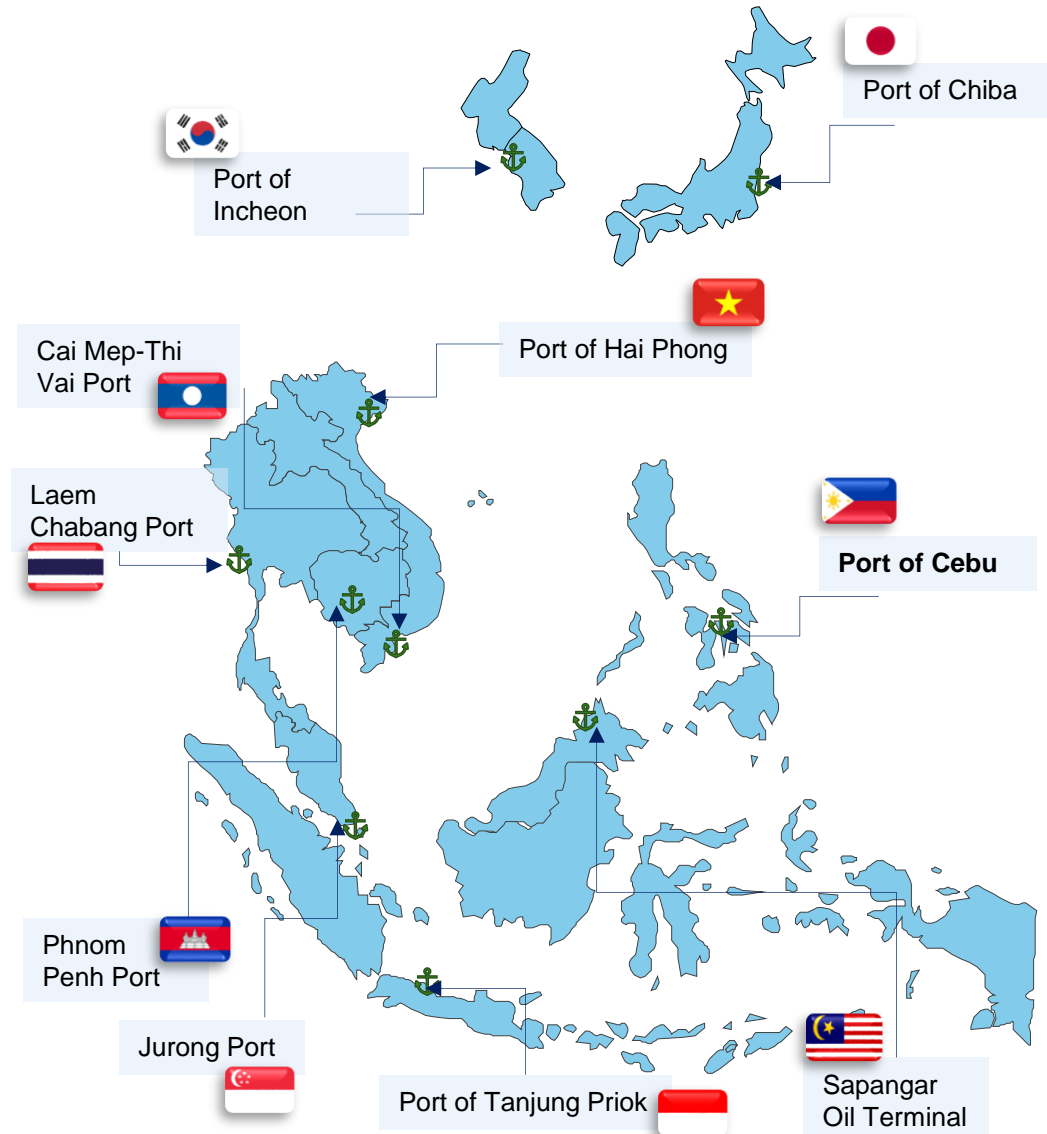 Port of Chiba
Port of
Incheon
Port of Hai Phong
Cai Mep-Thi
Vai Port
Laem
Chabang Port
Port of Cebu
Phnom
Penh Port
Jurong Port
Port of Tanjung Priok
Sapangar
Oil Terminal